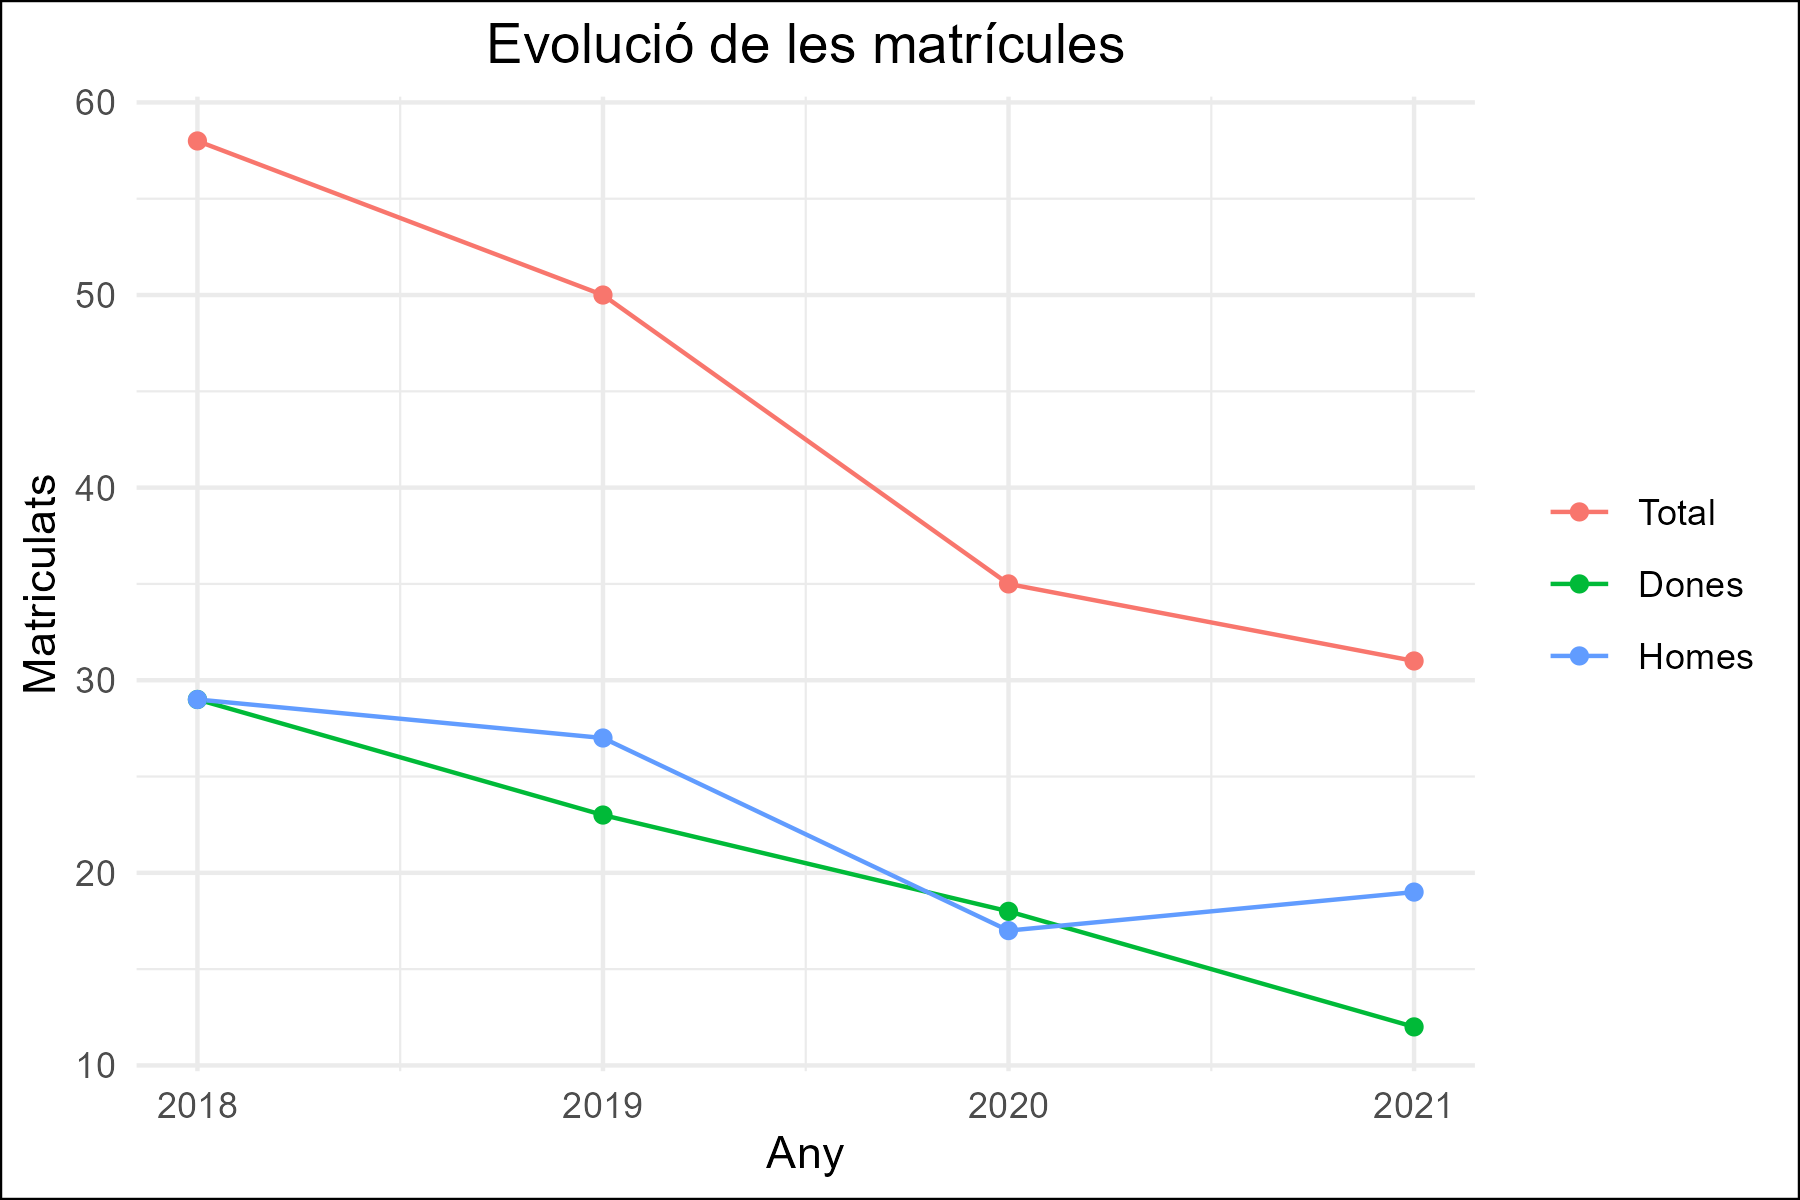 Evolució de les matrícules
60
50
40
30
20
10
Matriculats
2018 2019 2020 2021
Any
Total
Dones
Homes